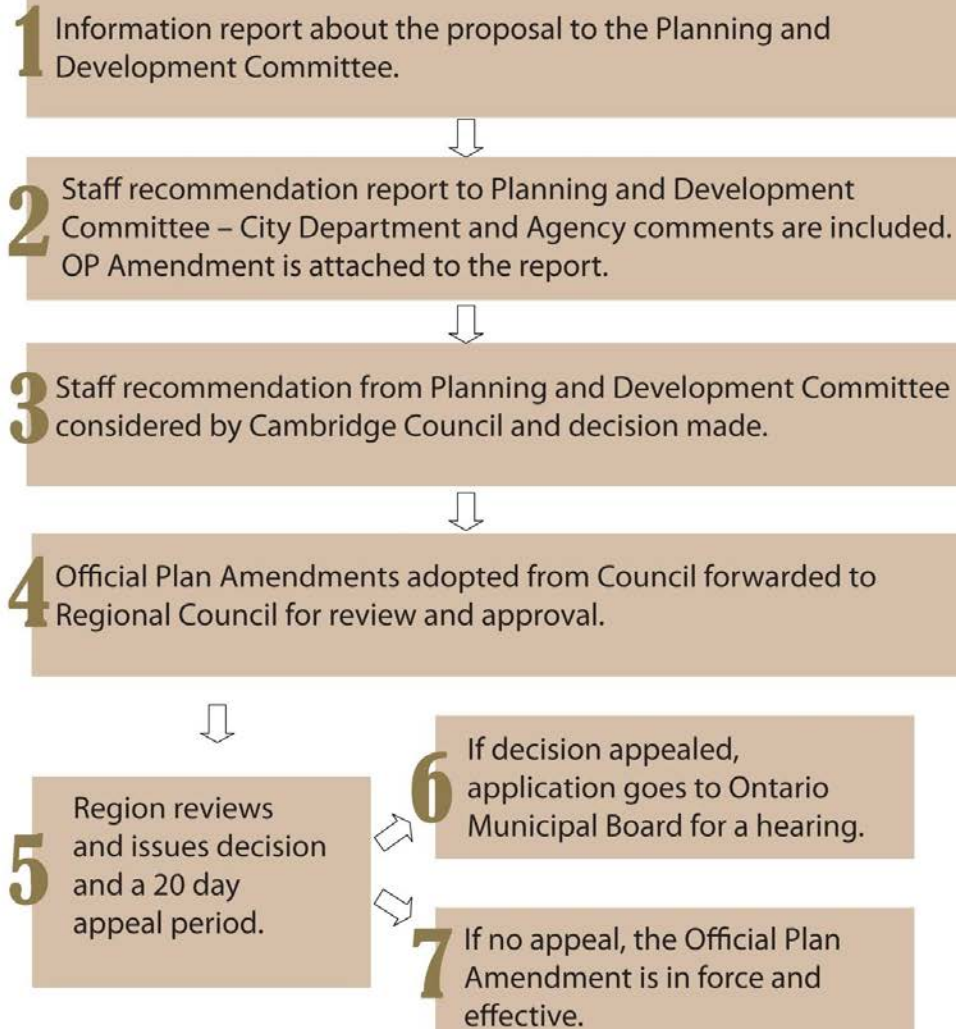 1
Information report about the proposal to the Planning and
Development Committee.
2
Staff recommendation report to Planning and Development
Committee – City Department and Agency comments are included.
OP Amendment is attached to the report.
3
Staff recommendation from Planning and Development Committee
considered by Cambridge Council and decision made.
4
Official Plan Amendments adopted from Council forwarded to
Regional Council for review and approval.
5
Region reviews
and issues decision
and a 20 day
appeal period.
6
If decision appealed,
application goes to Ontario
Municipal Board for a hearing.
7
If no appeal, the Official Plan
Amendment is in force and
effective.